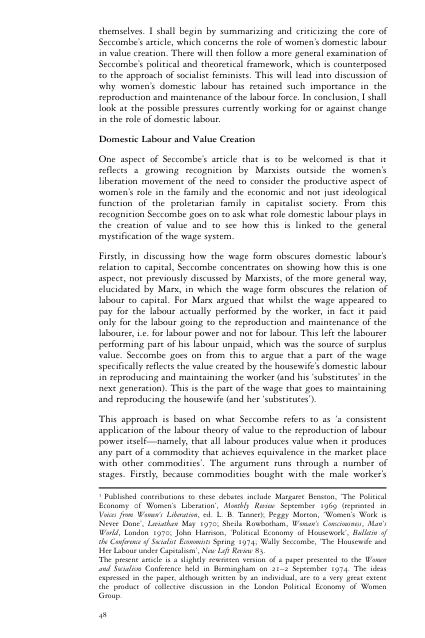 themselves. I shall begin by summarizing and criticizing the core of
Seccombe's article, which concerns the role of women's domestic labour
in value creation. There will then follow a more general examination of
Seccombe's political and theoretical framework, which is counterposed
to the approach of socialist feminists. This will lead into discussion of
why women's domestic labour has retained such importance in the
reproduction and maintenance of the labour force. In conclusion, I shall
look at the possible pressures currently working for or against change
in the role of domestic labour.
Domestic Labour and Value Creation
One aspect of Seccombe's article that is to be welcomed is that it
reflects a growing recognition by Marxists outside the women's
liberation movement of the need to consider the productive aspect of
women's role in the family and the economic and not just ideological
function of the proletarian family in capitalist society. From this
recognition Seccombe goes on to ask what role domestic labour plays in
the creation of value and to see how this is linked to the general
mystification of the wage system.
Firstly, in discussing how the wage form obscures domestic labour's
relation to capital, Seccombe concentrates on showing how this is one
aspect, not previously discussed by Marxists, of the more general way,
elucidated by Marx, in which the wage form obscures the relation of
labour to capital. For Marx argued that whilst the wage appeared to
pay for the labour actually performed by the worker, in fact it paid
only for the labour going to the reproduction and maintenance of the
labourer, i.e. for labour power and not for labour. This left the labourer
performing part of his labour unpaid, which was the source of surplus
value. Seccombe goes on from this to argue that a part of the wage
specifically reflects the value created by the housewife's domestic labour
in reproducing and maintaining the worker (and his 'substitutes' in the
next generation). This is the part of the wage that goes to maintaining
and reproducing the housewife (and her 'substitutes').
This approach is based on what Seccombe refers to as 'a consistent
application of the labour theory of value to the reproduction of labour
power itself—namely, that all labour produces value when it produces
any part of a commodity that achieves equivalence in the market place
with other commodities'. The argument runs through a number of
stages. Firstly, because commodities bought with the male worker's
¹ Published contributions to these debates include Margaret Benston, 'The Political
Economy of Women's Liberation', Monthly Review September 1969 (reprinted in
Voices from Women's Liberation, ed. L. B. Tanner); Peggy Morton, 'Women's Work is
Never Done', Leviathan May 1970; Sheila Rowbotham, Woman's Consciousness, Man's
World, London 1970; John Harrison, 'Political Economy of Housework', Bulletin of
the Conference of Socialist Economists Spring 1974; Wally Seccombe, 'The Housewife and
Her Labour under Capitalism', New Left Review 83.
The present article is a slightly rewritten version of a paper presented to the Women
and Socialism Conference held in Birmingham on 21–2 September 1974. The ideas
expressed in the paper, although written by an individual, are to a very great extent
the product of collective discussion in the London Political Economy of Women
Group.
48